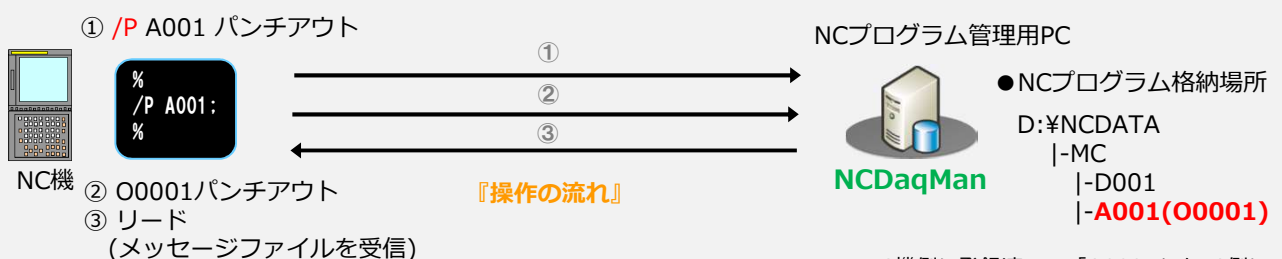 ① /P A001 パンチアウト
%
/P A001;
%
NC機
② O0001パンチアウト
③ リード
(メッセージファイルを受信)
①
②
③
『操作の流れ』
NCプログラム管理用PC
NCDaqMan
●NCプログラム格納場所
D:¥NCDATA
|-MC
|-D001
|-A001(O0001)